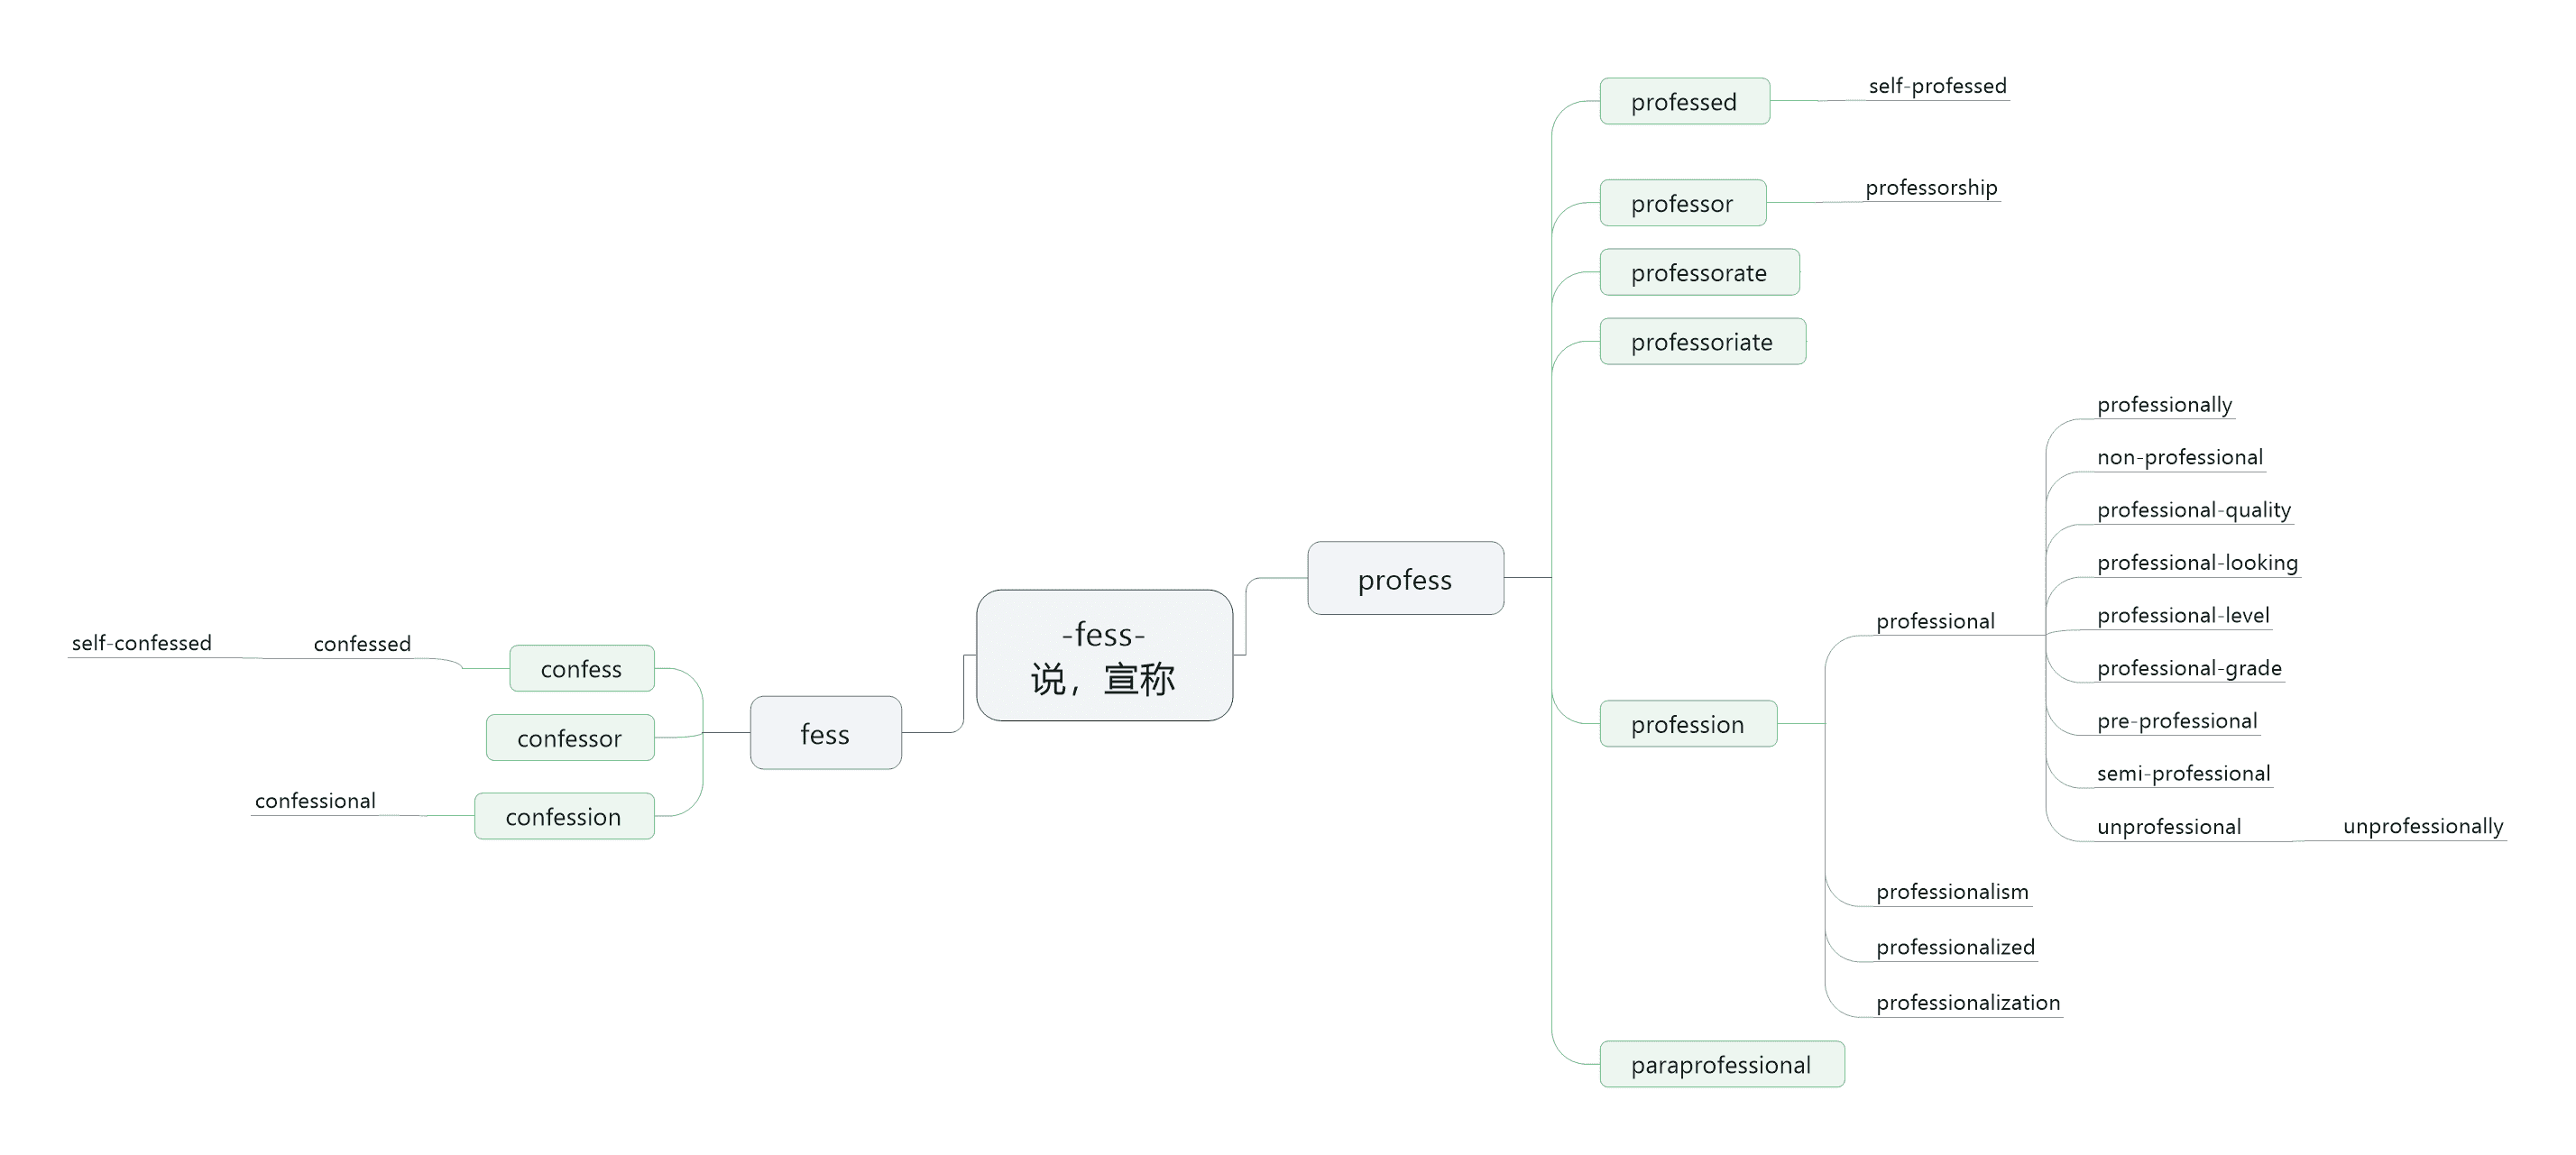 -fess-
说，宣称
profess
professed
self-professed
professor
professorship
professorate
professoriate
profession
professional
professionally
non-professional
professional-quality
professional-looking
professional-level
professional-grade
pre-professional
semi-professional
unprofessional
unprofessionally
professionalism
professionalized
professionalization
paraprofessional
fess
confess
confessed
self-confessed
confessor
confession
confessional